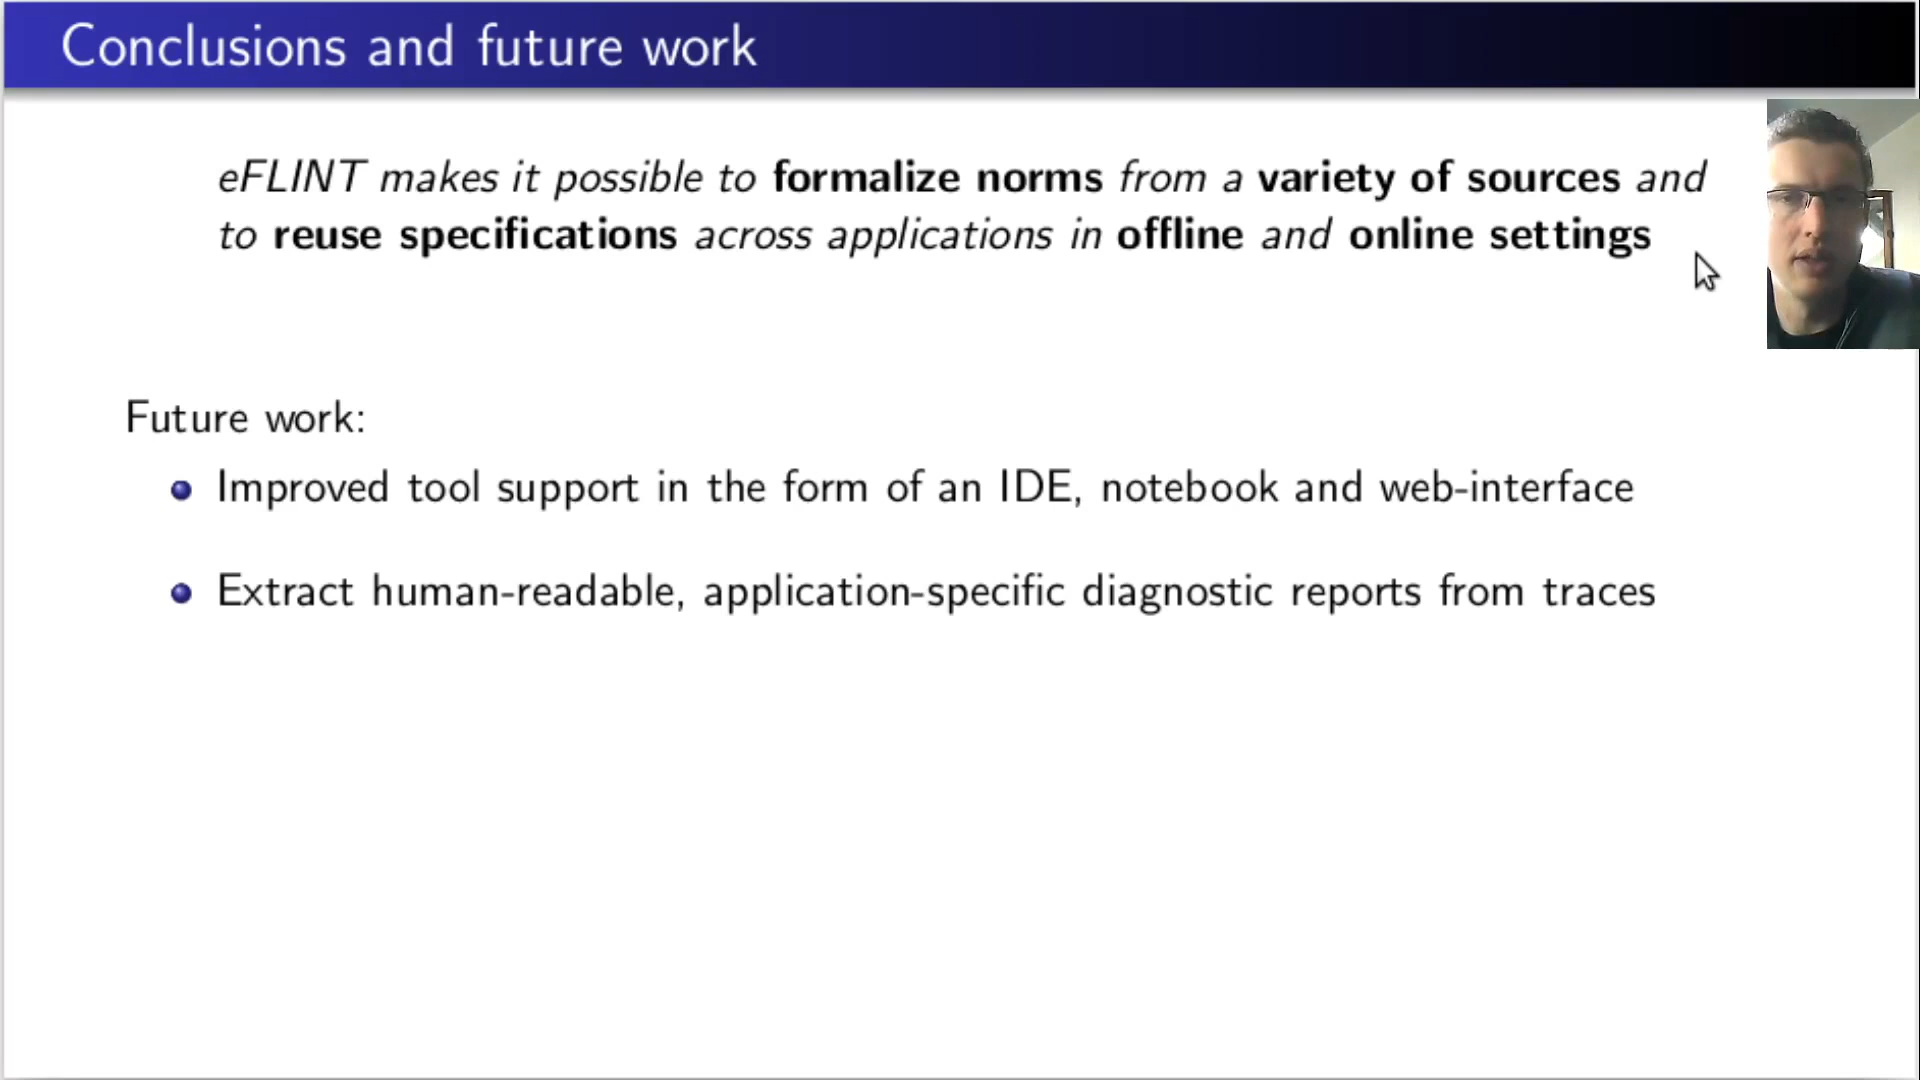 Conclusions and future work
eFLINT makes it possible to formalize norms from a variety of sources and
to reuse specifications across applications in offline and online settings
Future work:
Improved tool support in the form of an IDE, notebook and web-interface
Extract human-readable, application-specific diagnostic reports from traces